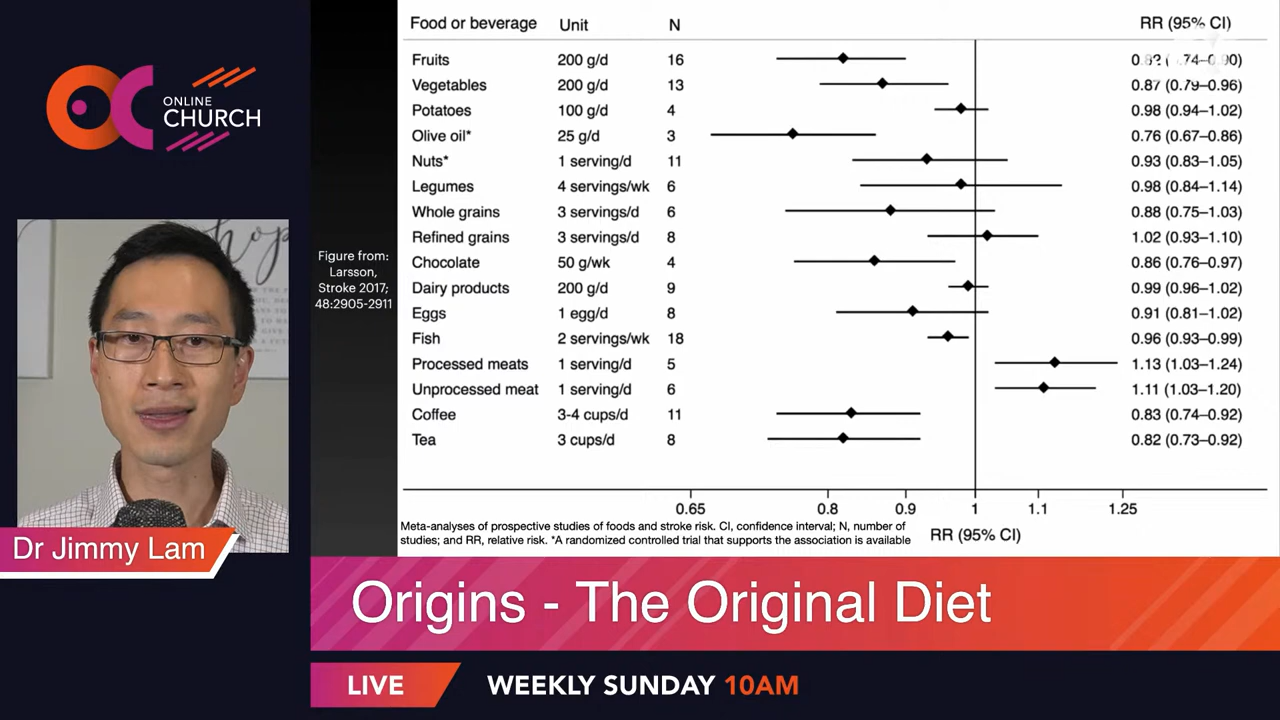 ONLINE
CHURCH
hope
Dr Jimmy Lam
Figure from:
Larsson,
Stroke 2017;
48:2905-2911
Food or beverage Unit N RR (95% CI)
Fruits 200 g/d 16
Vegetables 200 g/d 13 0.87 (0.79–0.96)
Potatoes 100 g/d 4 0.98 (0.94–1.02)
Olive oil* 25 g/d 3 0.76 (0.67–0.86)
Nuts* 1 serving/d 11 0.93 (0.83–1.05)
Legumes 4 servings/wk 6 0.98 (0.84–1.14)
Whole grains 3 servings/d 6 0.88 (0.75–1.03)
Refined grains 3 servings/d 8 1.02 (0.93–1.10)
Chocolate 50 g/wk 4 0.86 (0.76–0.97)
Dairy products 200 g/d 9 0.99 (0.96–1.02)
Eggs 1 egg/d 8 0.91 (0.81–1.02)
Fish 2 servings/wk 18 0.96 (0.93–0.99)
Processed meats 1 serving/d 5 1.13 (1.03–1.24)
Unprocessed meat 1 serving/d 6 1.11 (1.03–1.20)
Coffee 3-4 cups/d 11 0.83 (0.74–0.92)
Tea 3 cups/d 8 0.82 (0.73–0.92)
0.65 0.8 0.9 1 1.1 1.25
RR (95% CI)
Meta-analyses of prospective studies of foods and stroke risk. CI, confidence interval; N, number of
studies; and RR, relative risk. *A randomized controlled trial that supports the association is available
Origins - The Original Diet
LIVE WEEKLY SUNDAY 10AM